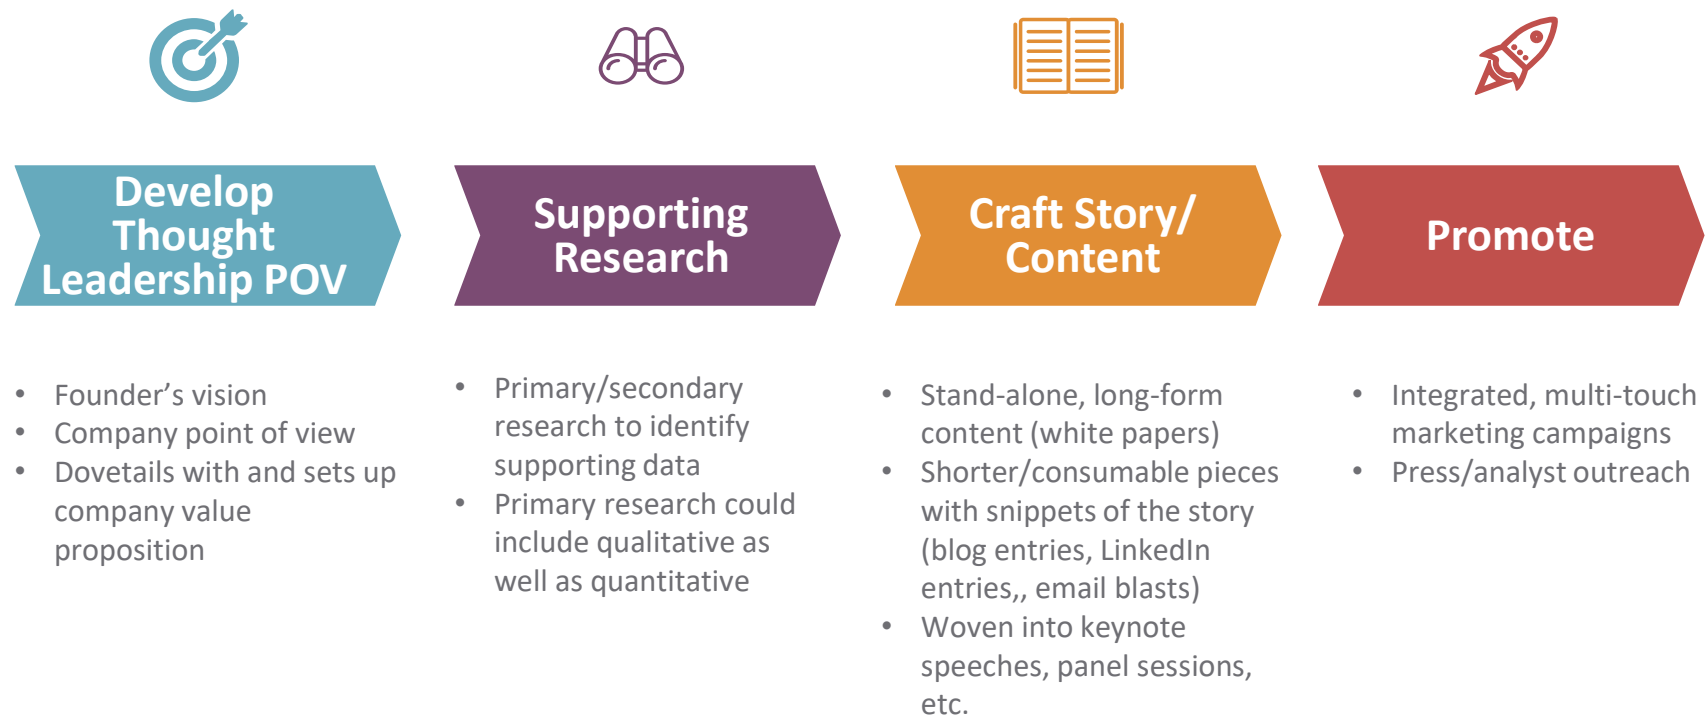 Develop
Thought
Leadership POV
Supporting
Research
Craft Story/
Content
Promote
• Founder’s vision
• Company point of view
• Dovetails with and sets up
company value
proposition
• Primary/secondary
research to identify
supporting data
• Primary research could
include qualitative as
well as quantitative
• Stand-alone, long-form
content (white papers)
• Shorter/consumable pieces
with snippets of the story
(blog entries, LinkedIn
entries,, email blasts)
• Woven into keynote
speeches, panel sessions,
etc.
• Integrated, multi-touch
marketing campaigns
• Press/analyst outreach